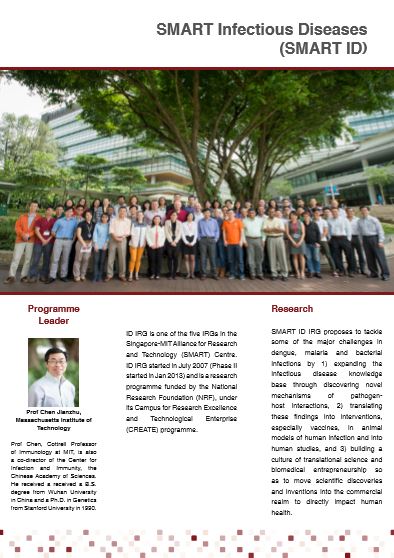 SMART Infectious Diseases
(SMART ID)
Programme
Leader
Prof Chen Jianzhu,
Massachusetts Institute of
Technology
Prof Chen, Cottrell Professor
of Immunology at MIT, is also
a co-director of the Center for
Infection and Immunity, the
Chinese Academy of Sciences.
He received a received a B.S.
degree from Wuhan University
in China and a Ph.D. in Genetics
from Stanford University in 1990.
ID IRG is one of the five IRGs in the
Singapore-MIT Alliance for Research
and Technology (SMART) Centre.
ID IRG started in July 2007 (Phase II
started in Jan 2013) and is a research
programme funded by the National
Research Foundation (NRF), under
its Campus for Research Excellence
and Technological Enterprise
(CREATE) programme.
Research
SMART ID IRG proposes to tackle
some of the major challenges in
dengue, malaria and bacterial
infections by 1) expanding the
infectious disease knowledge
base through discovering novel
mechanisms of pathogen-
host interactions, 2) translating
these findings into interventions,
especially vaccines, in animal
models of human infection and into
human studies, and 3) building a
culture of translational science and
biomedical entrepreneurship so
as to move scientific discoveries
and inventions into the commercial
realm to directly impact human
health.